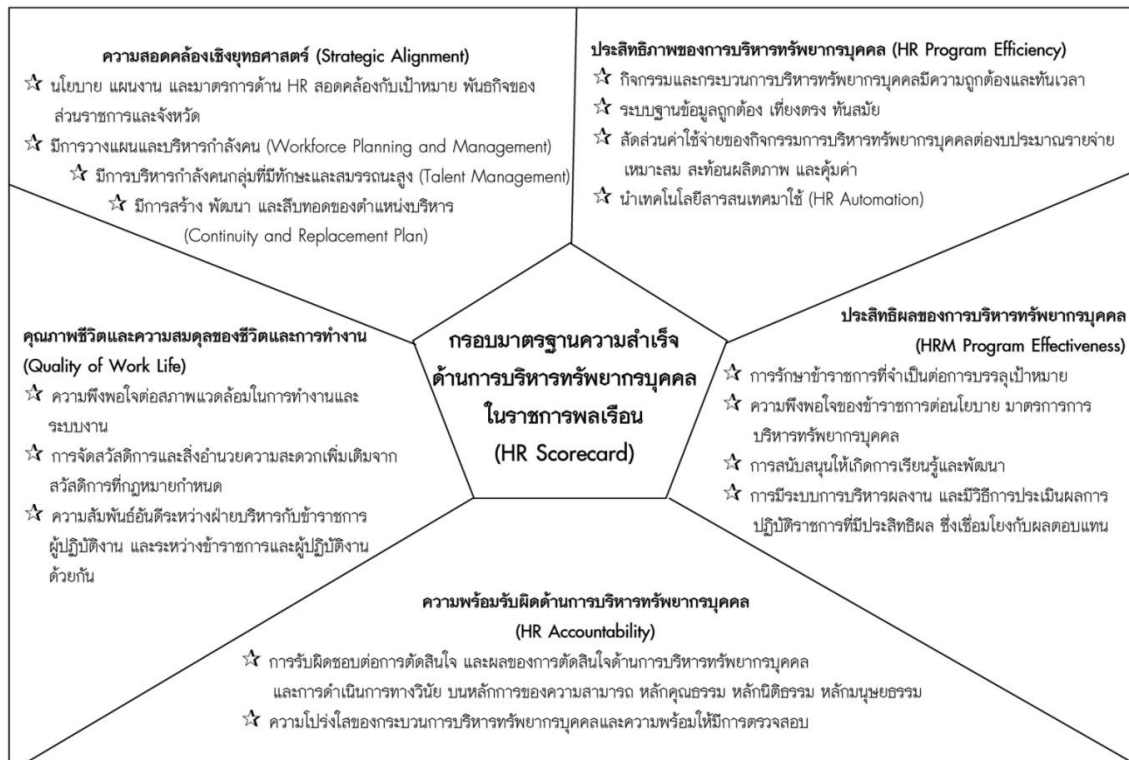 ความสอดคล้องเชิงยุทธศาสตร์ (Strategic Alignment)
☆ นโยบาย แผนงาน และมาตรการด้าน HR สอดคล้องกับเป้าหมาย พันธกิจของ
ส่วนราชการและจังหวัด
☆ มีการวางแผนและบริหารกำลังคน (Workforce Planning and Management)
☆ มีการบริหารกำลังคนกลุ่มที่มีทักษะและสมรรถนะสูง (Talent Management)
☆ มีการสร้าง พัฒนา และสืบทอดของตำแหน่งบริหาร
(Continuity and Replacement Plan)
ประสิทธิภาพของการบริหารทรัพยากรบุคคล (HR Program Efficiency)
☆ กิจกรรมและกระบวนการบริหารทรัพยากรบุคคลมีความถูกต้องและทันเวลา
☆ ระบบฐานข้อมูลถูกต้อง เที่ยงตรง ทันสมัย
☆ สัดส่วนค่าใช้จ่ายของกิจกรรมการบริหารทรัพยากรบุคคลต่องบประมาณรายจ่าย
เหมาะสม สะท้อนผลิตภาพ และคุ้มค่า
☆ นำเทคโนโลยีสารสนเทศมาใช้ (HR Automation)
คุณภาพชีวิตและความสมดุลของชีวิตและการทำงาน
(Quality of Work Life)
☆ ความพึงพอใจต่อสภาพแวดล้อมในการทำงานและ
ระบบงาน
☆ การจัดสวัสดิการและสิ่งอำนวยความสะดวกเพิ่มเติมจาก
สวัสดิการที่กฎหมายกำหนด
☆ ความสัมพันธ์อันดีระหว่างฝ่ายบริหารกับข้าราชการ
ผู้ปฏิบัติงาน และระหว่างข้าราชการและผู้ปฏิบัติงาน
ด้วยกัน
กรอบมาตรฐานความสำเร็จ
ด้านการบริหารทรัพยากรบุคคล
ในราชการพลเรือน
(HR Scorecard)
ประสิทธิผลของการบริหารทรัพยากรบุคคล
(HRM Program Effectiveness)
☆ การรักษาข้าราชการที่จำเป็นต่อการบรรลุเป้าหมาย
☆ ความพึงพอใจของข้าราชการต่อนโยบาย มาตรการการ
บริหารทรัพยากรบุคคล
☆ การสนับสนุนให้เกิดการเรียนรู้และพัฒนา
☆ การมีระบบการบริหารผลงาน และมีวิธีการประเมินผลการ
ปฏิบัติราชการที่มีประสิทธิผล ซึ่งเชื่อมโยงกับผลตอบแทน
ความพร้อมรับผิดด้านการบริหารทรัพยากรบุคคล
(HR Accountability)
☆ การรับผิดชอบต่อการตัดสินใจ และผลของการตัดสินใจด้านการบริหารทรัพยากรบุคคล
และการดำเนินการทางวินัย บนหลักการของความสามารถ หลักคุณธรรม หลักนิติธรรม หลักมนุษยธรรม
☆ ความโปร่งใสของกระบวนการบริหารทรัพยากรบุคคลและความพร้อมให้มีการตรวจสอบ